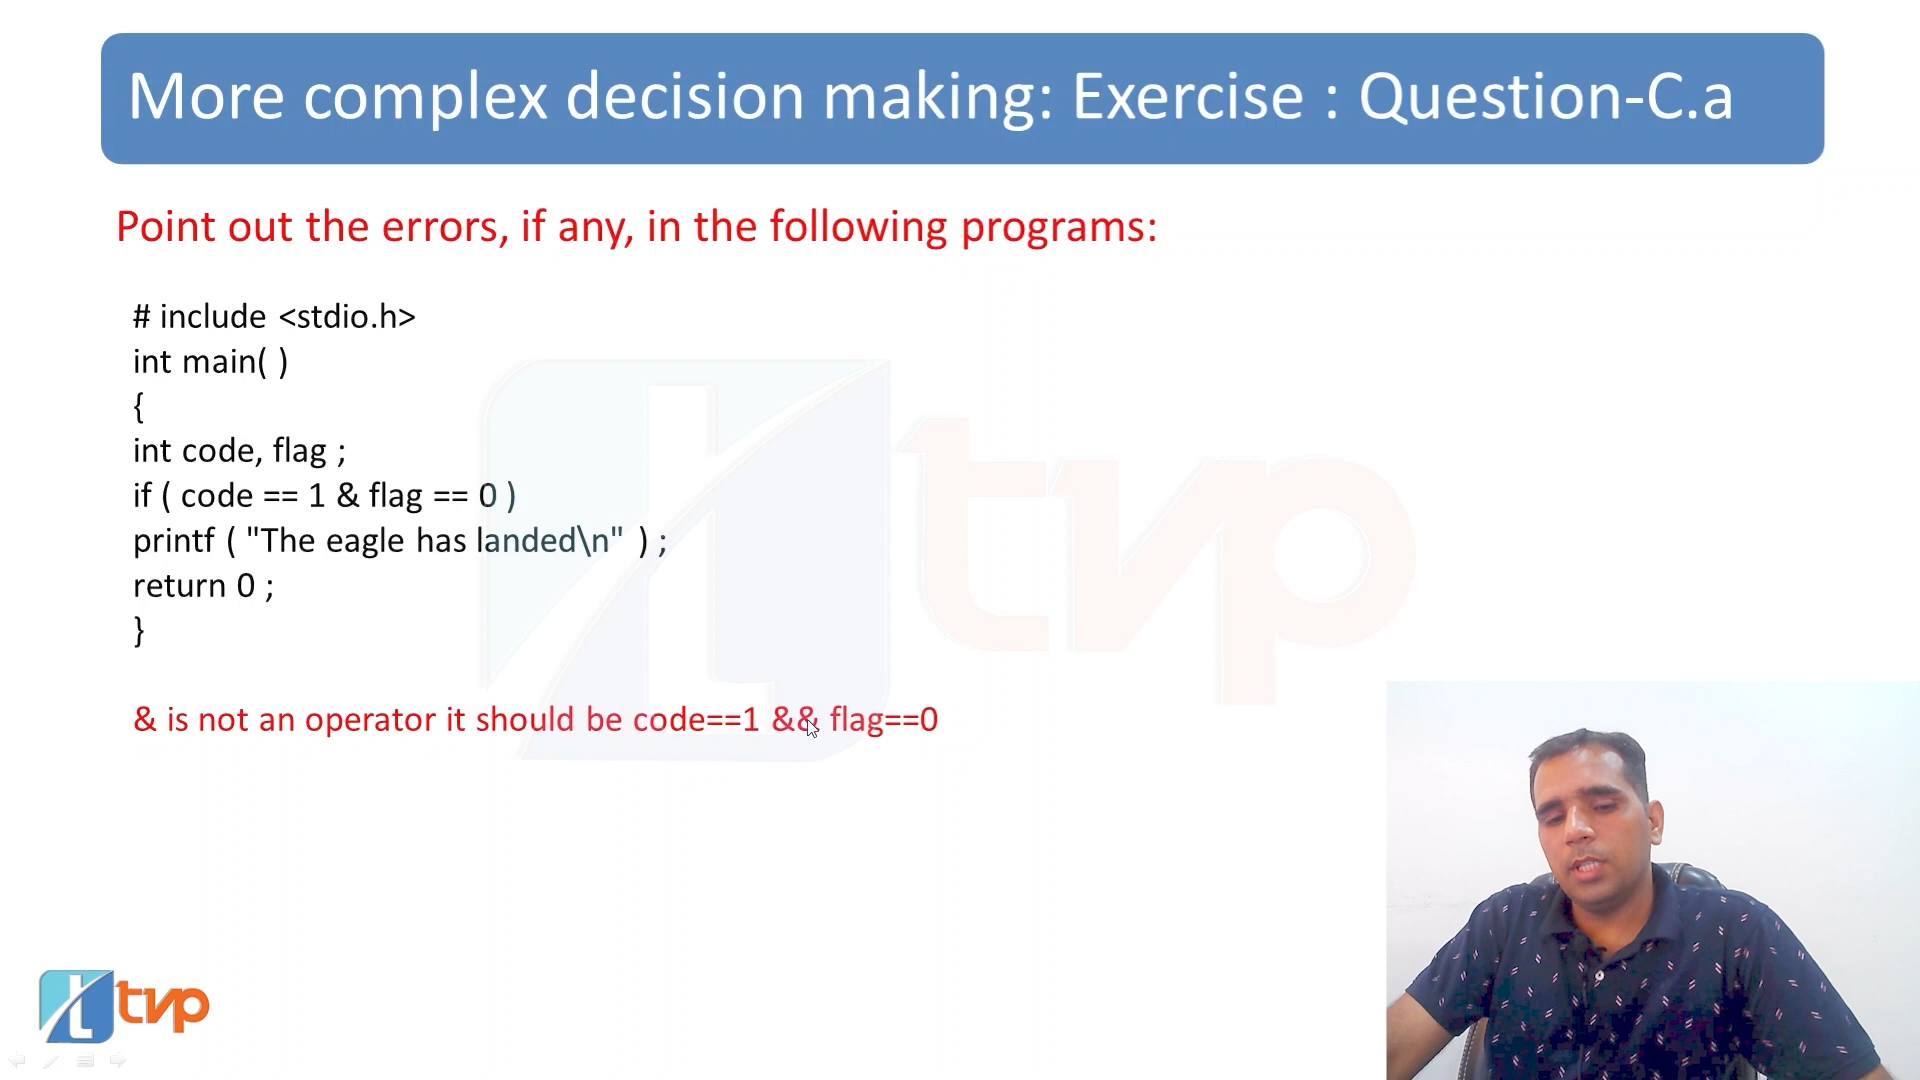 More complex decision making: Exercise : Question-C.a
Point out the errors, if any, in the following programs:
# include <stdio.h>
int main( )
{
int code, flag ;
if ( code == 1 & flag == 0 )
printf ( "The eagle has landed\n" ) ;
return 0 ;
}
& is not an operator it should be code==1 && flag==0
tvp
t tvp